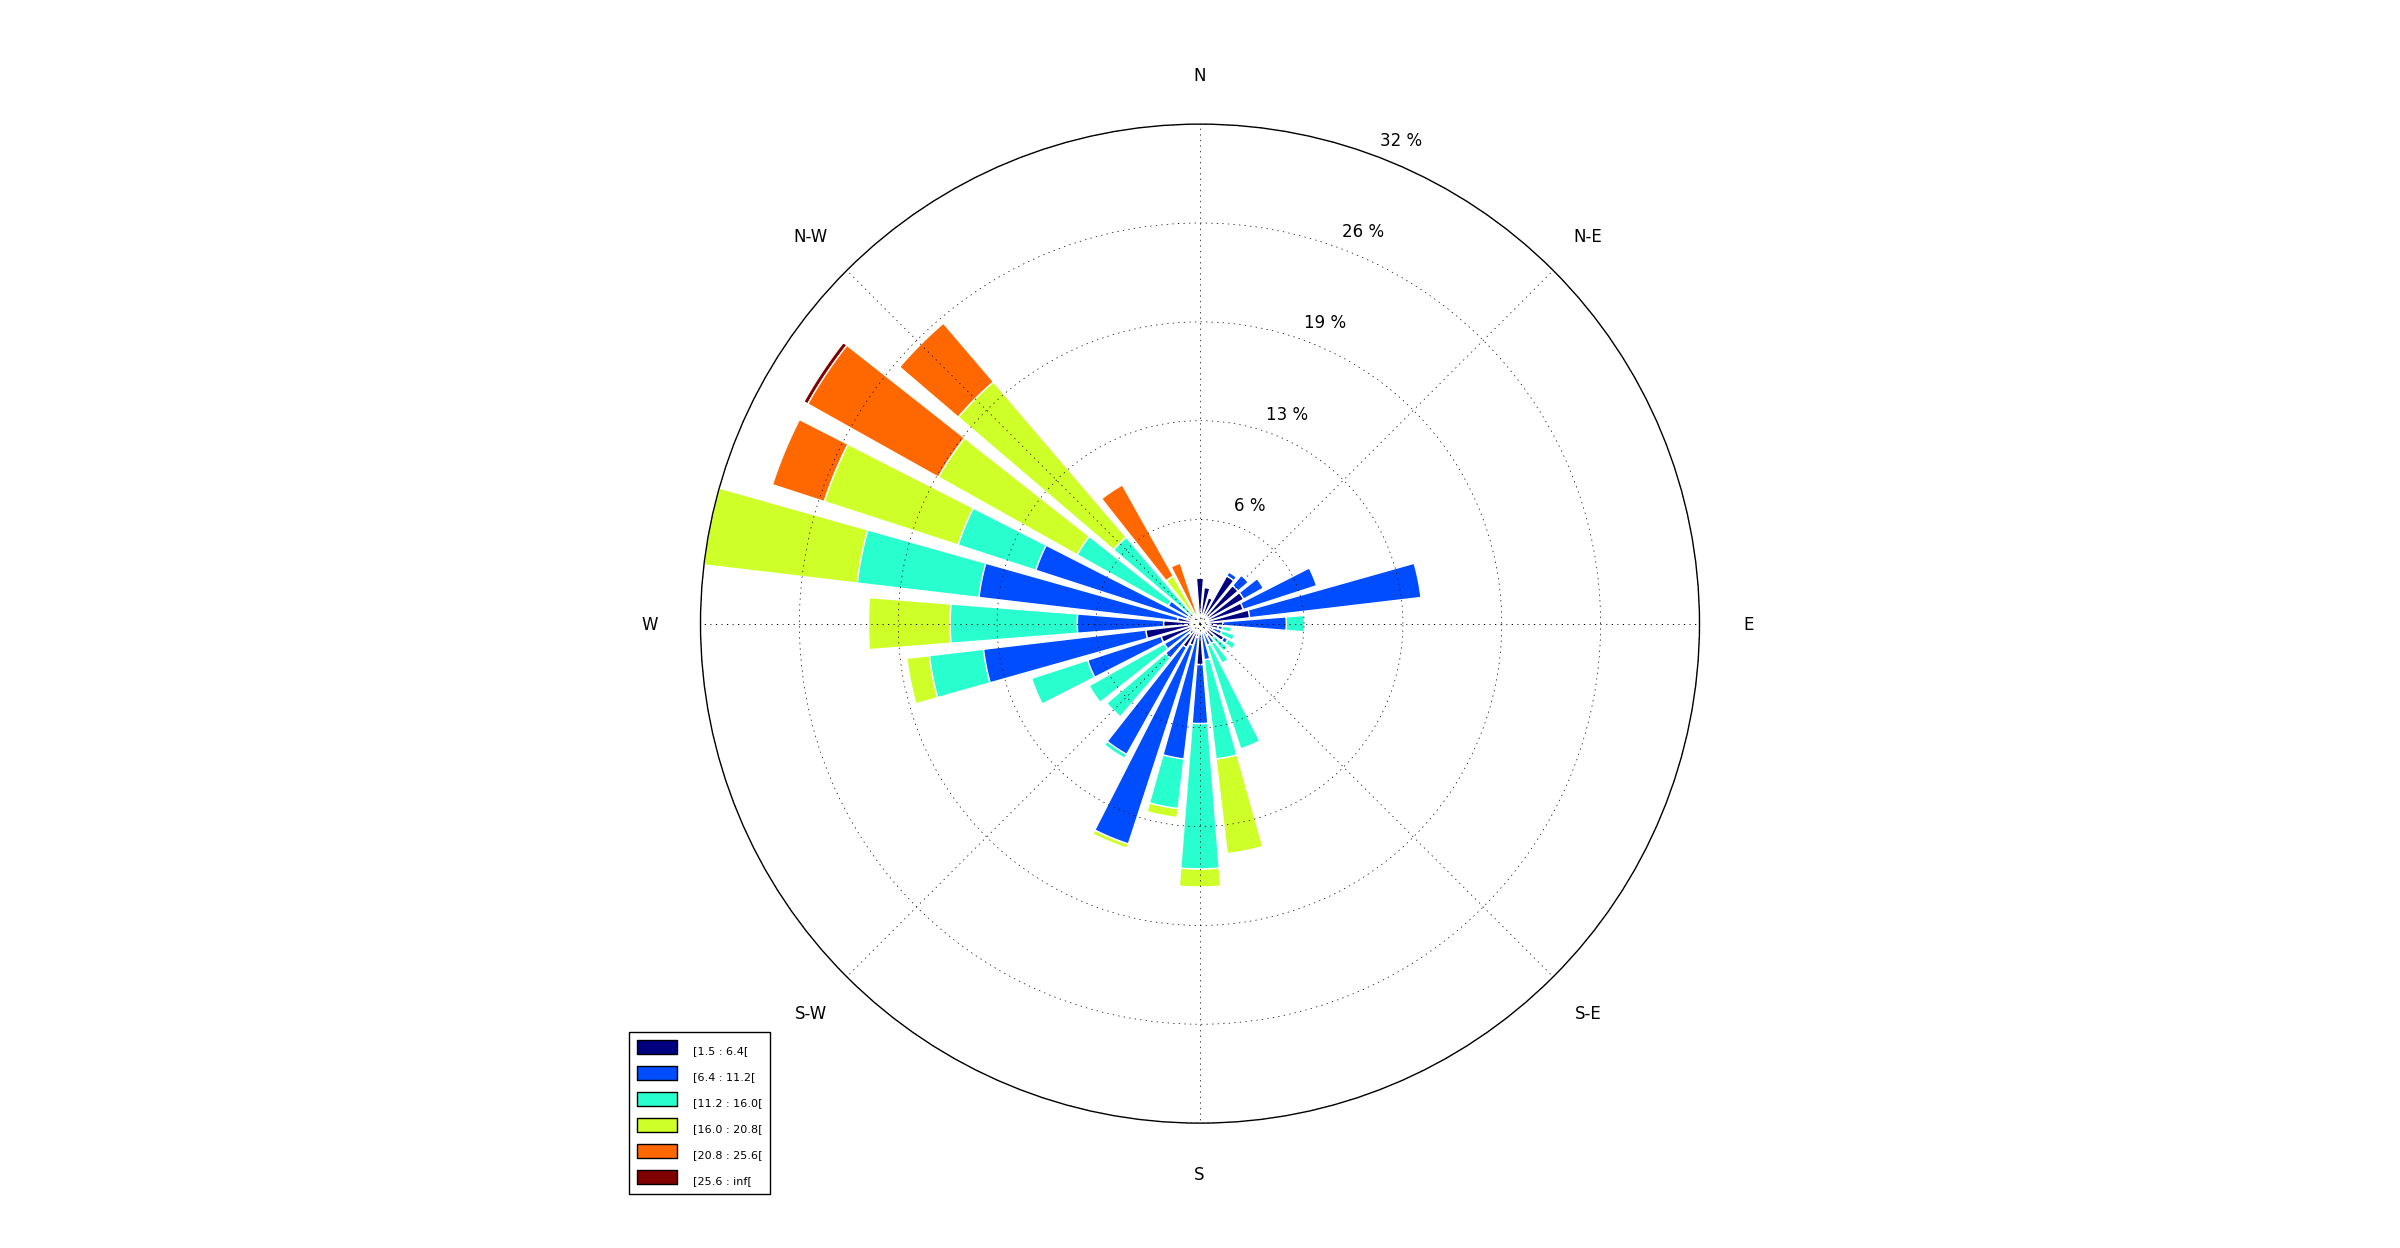 N
32 %
N-W
26 %
N-E
19 %
13 %
6 %
W
E
S-W
S-E
S
[1.5 : 6.4[
[6.4 : 11.2[
[11.2 : 16.0[
[16.0 : 20.8[
[20.8 : 25.6[
[25.6 : inf[